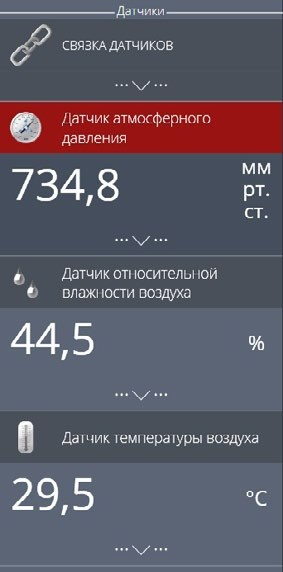 Датчики
СВЯЗКА ДАТЧИКОВ
Датчик атмосферного
давления
734,8
мм
рт.
ст.
Датчик относительной
влажности воздуха
44,5 %
Датчик температуры воздуха
29,5 °C